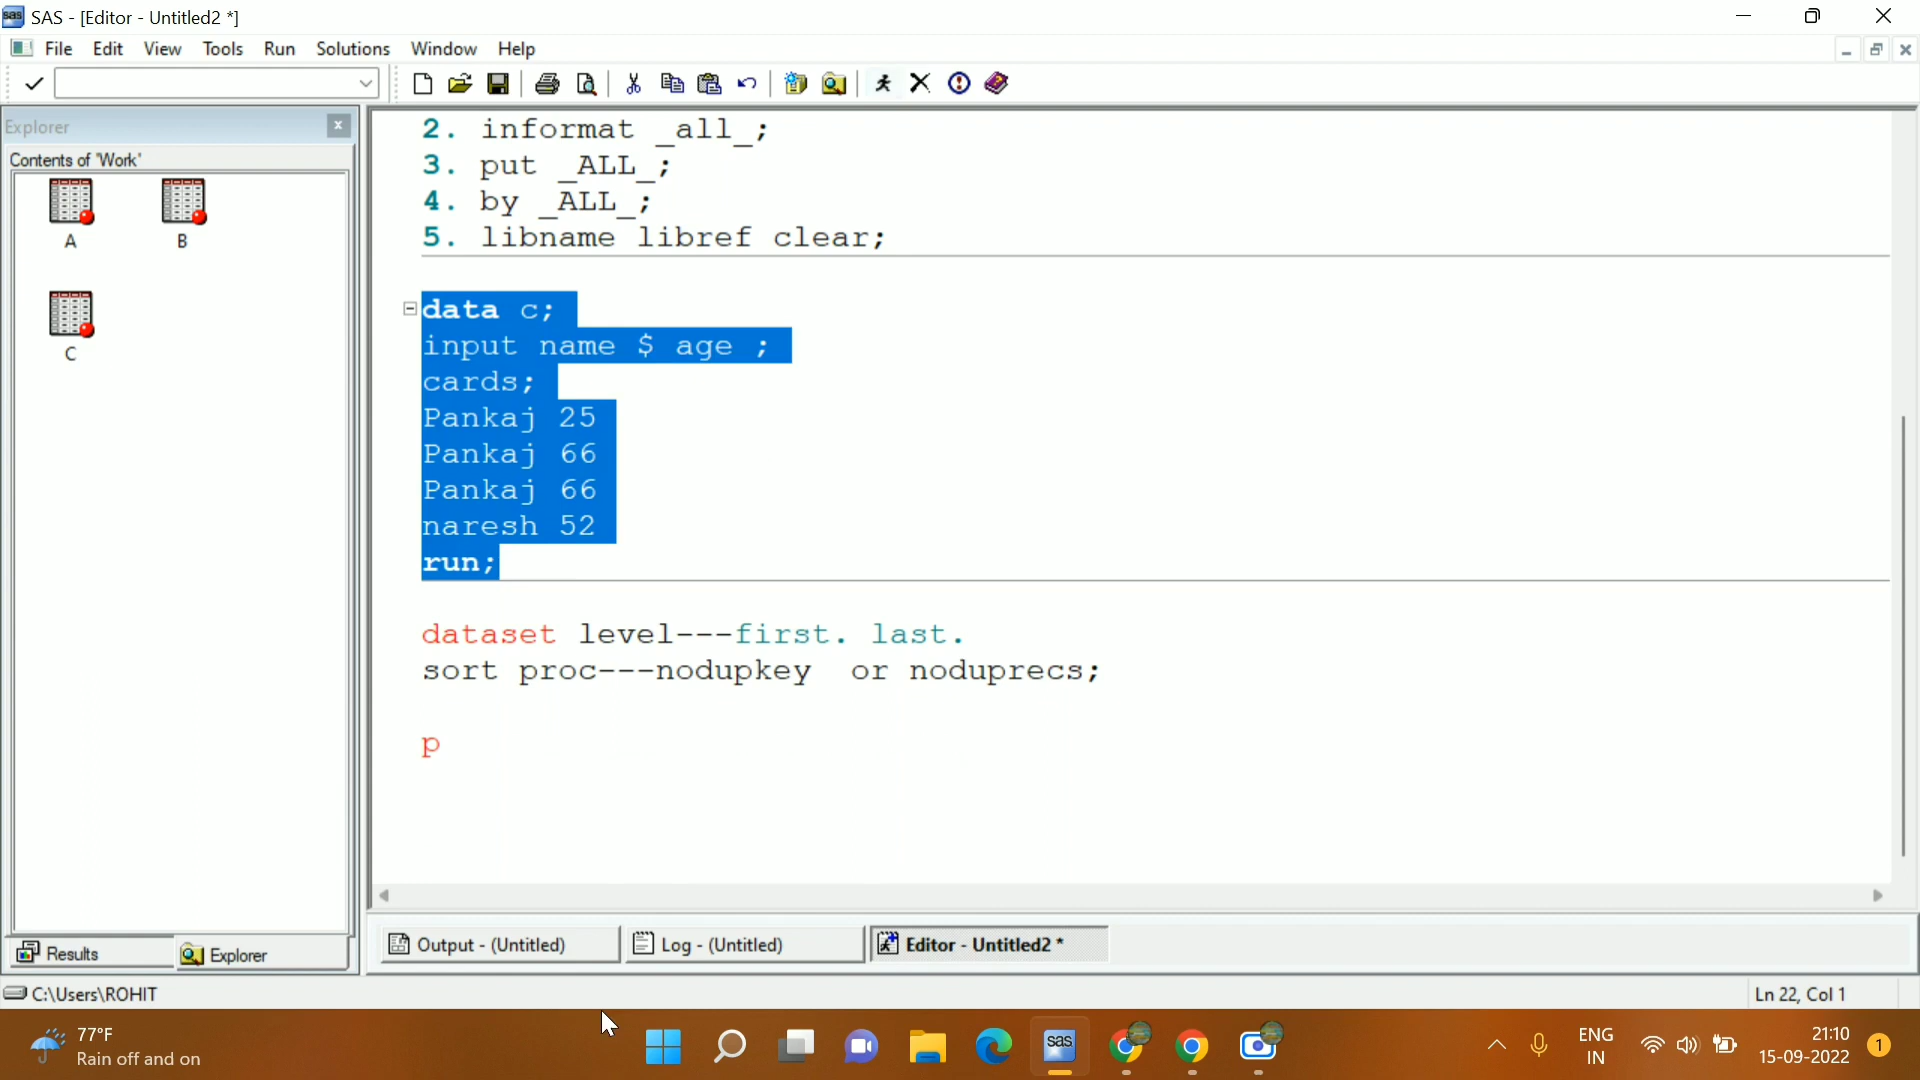 SAS - [Editor - Untitled2 *]
File Edit View Tools Run Solutions Window Help
Explorer
Contents of 'Work'
A B
C
2. informat _all_;
3. put _ALL_;
4. by _ALL_;
5. libname libref clear;
data c;
input name $ age ;
cards;
Pankaj 25
Pankaj 66
Pankaj 66
naresh 52
run;
dataset level---first. last.
sort proc---nodupkey or noduprecs;
p
Results Explorer
Output - (Untitled) Log - (Untitled) Editor - Untitled2 *
C:\Users\ROHIT
Ln 22, Col 1
77°F
Rain off and on
sas
ENG
IN
21:10
15-09-2022
1